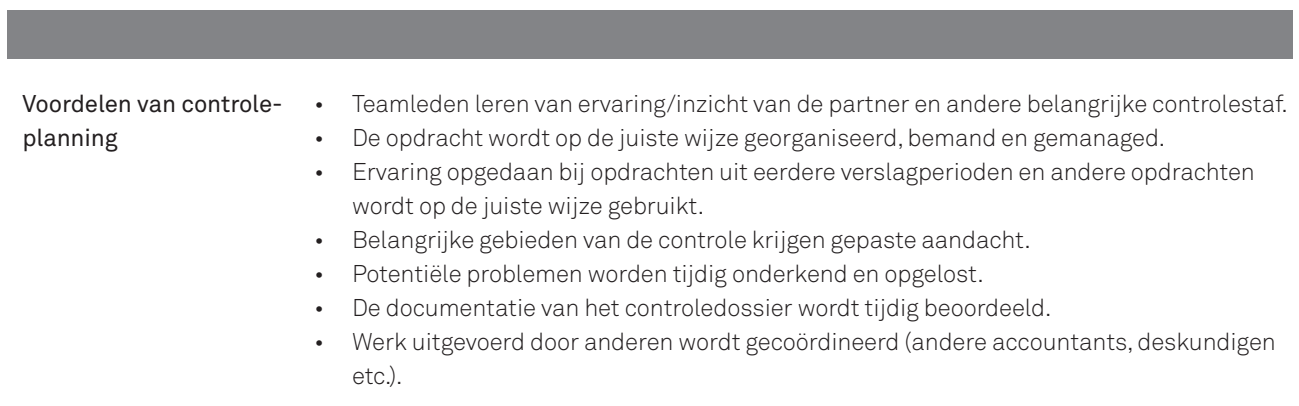 Voordelen van controle-
planning
• Teamleden leren van ervaring/inzicht van de partner en andere belangrijke controlestaf.
• De opdracht wordt op de juiste wijze georganiseerd, bemand en gemanaged.
• Ervaring opgedaan bij opdrachten uit eerdere verslagperioden en andere opdrachten
wordt op de juiste wijze gebruikt.
• Belangrijke gebieden van de controle krijgen gepaste aandacht.
• Potentiële problemen worden tijdig onderkend en opgelost.
• De documentatie van het controledossier wordt tijdig beoordeeld.
• Werk uitgevoerd door anderen wordt gecoördineerd (andere accountants, deskundigen
etc.).